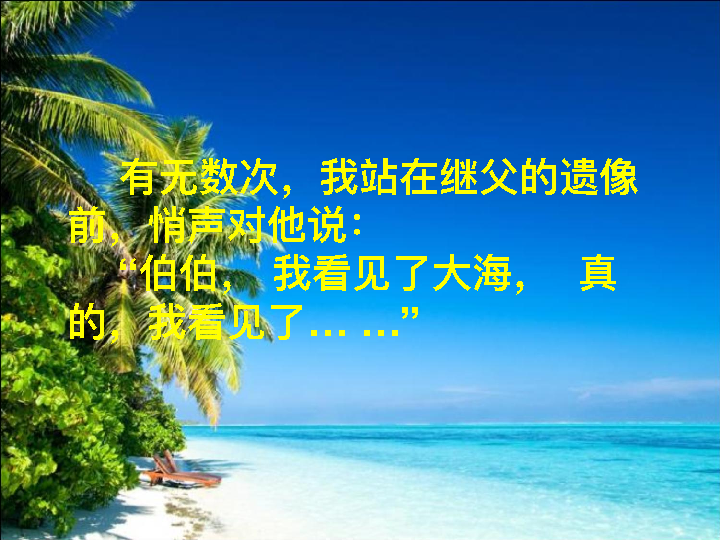 有无数次，我站在继父的遗像
前，悄声对他说：
“伯伯， 我看见了大海， 真
的，我看见了… …”